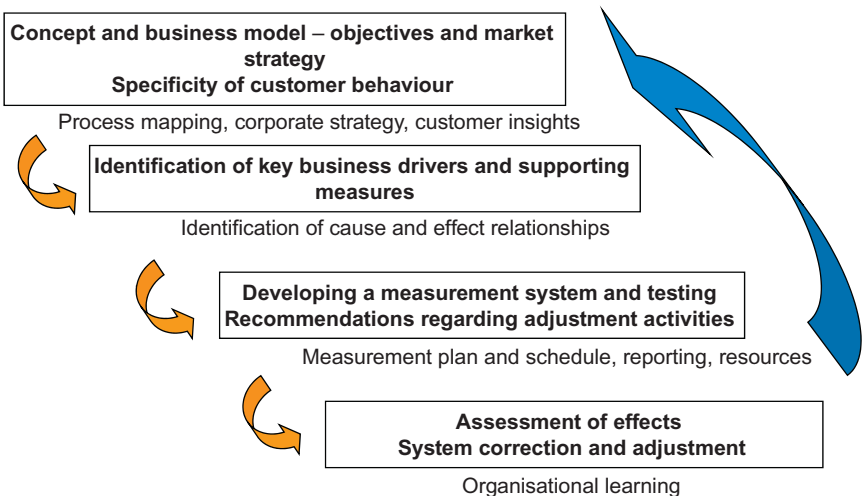 Concept and business model – objectives and market
strategy
Specificity of customer behaviour
Process mapping, corporate strategy, customer insights
Identification of key business drivers and supporting
measures
Identification of cause and effect relationships
Developing a measurement system and testing
Recommendations regarding adjustment activities
Measurement plan and schedule, reporting, resources
Assessment of effects
System correction and adjustment
Organisational learning